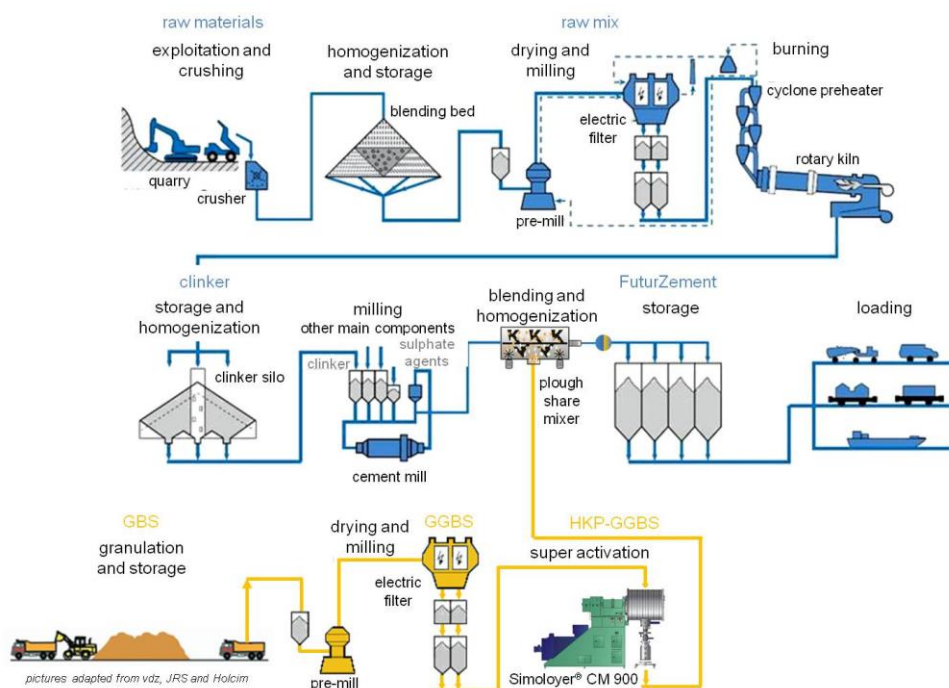 raw materials
exploitation and
crushing
homogenization
and storage
blending bed
quarry
crusher
raw mix
drying and
milling
electric
filter
pre-mill
burning
cyclone preheater
rotary kiln
clinker
storage and
homogenization
clinker silo
milling
other main components
clinker
sulphate
agents
cement mill
blending and
homogenization
plough
share
mixer
FuturZement
storage
loading
GBS
granulation
and storage
drying and
milling
pre-mill
GGBS
electric
filter
HKP-GGBS
super activation
Simoloyer® CM 900
pictures adapted from vdz, JRS and Holcim